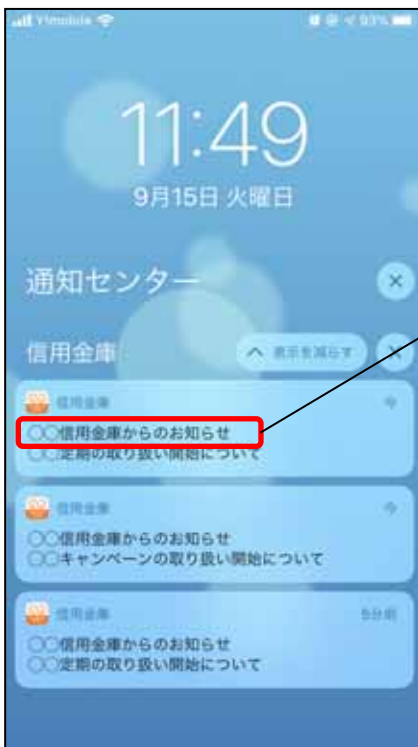 Y!mobile 93%
11:49
9月15日 火曜日
通知センター
信用金庫 表示を減らす
信用金庫 今
○○信用金庫からのお知らせ
○○定期の取り扱い開始について
信用金庫 今
○○信用金庫からのお知らせ
○○キャンペーンの取り扱い開始について
信用金庫 5分前
○○信用金庫からのお知らせ
○○定期の取り扱い開始について